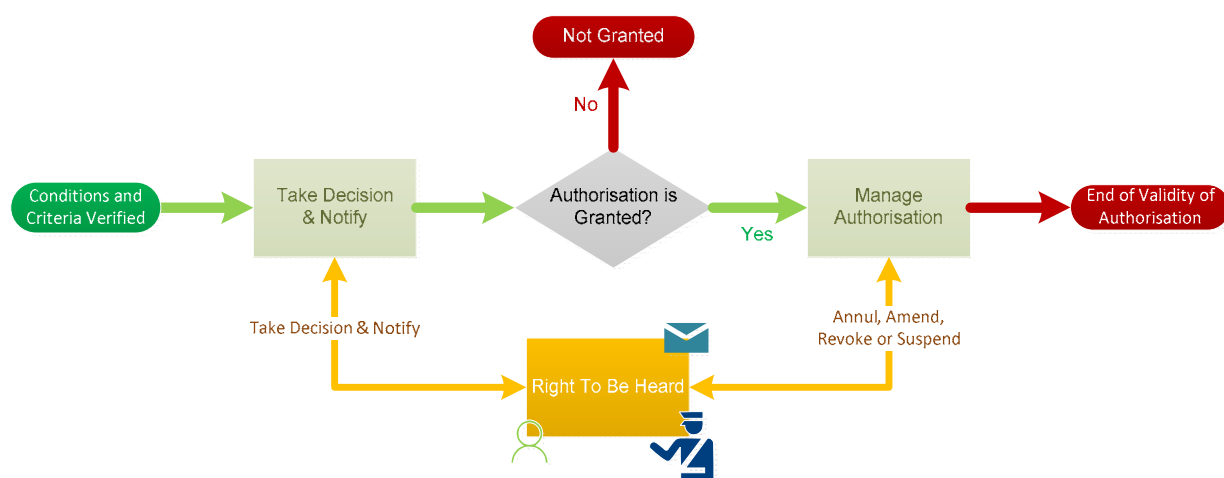 Not Granted
No
Conditions and
Criteria Verified
Take Decision
& Notify
Authorisation is
Granted?
Yes
Manage
Authorisation
End of Validity of
Authorisation
Take Decision & Notify
Annul, Amend,
Revoke or Suspend
Right To Be Heard